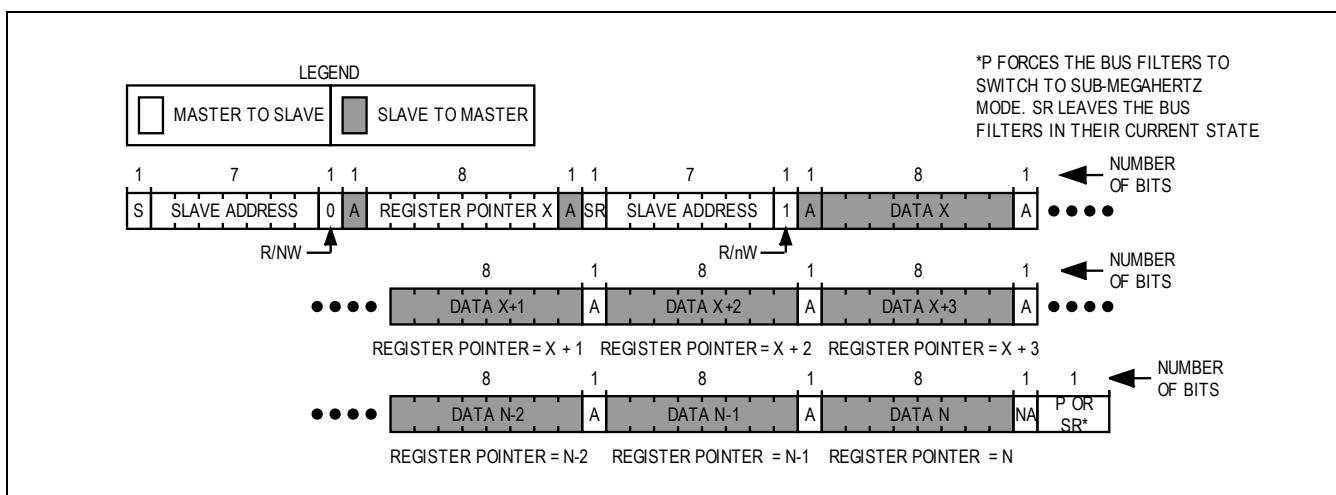 LEGEND
MASTER TO SLAVE SLAVE TO MASTER
*P FORCES THE BUS FILTERS TO
SWITCH TO SUB-MEGAHERTZ
MODE. SR LEAVES THE BUS
FILTERS IN THEIR CURRENT STATE
1 7 1 1 8 1 1 7 1 1 8 1 NUMBER
OF BITS
S SLAVE ADDRESS 0 A REGISTER POINTER X A SR SLAVE ADDRESS 1 A DATA X A
R/NW R/nW
8 1 8 1 8 1 NUMBER
OF BITS
DATA X+1 A DATA X+2 A DATA X+3 A
REGISTER POINTER = X + 1 REGISTER POINTER = X + 2 REGISTER POINTER = X + 3
8 1 8 1 8 1 1 NUMBER
OF BITS
DATA N-2 A DATA N-1 A DATA N NA P OR
SR*
REGISTER POINTER = N-2 REGISTER POINTER = N-1 REGISTER POINTER = N